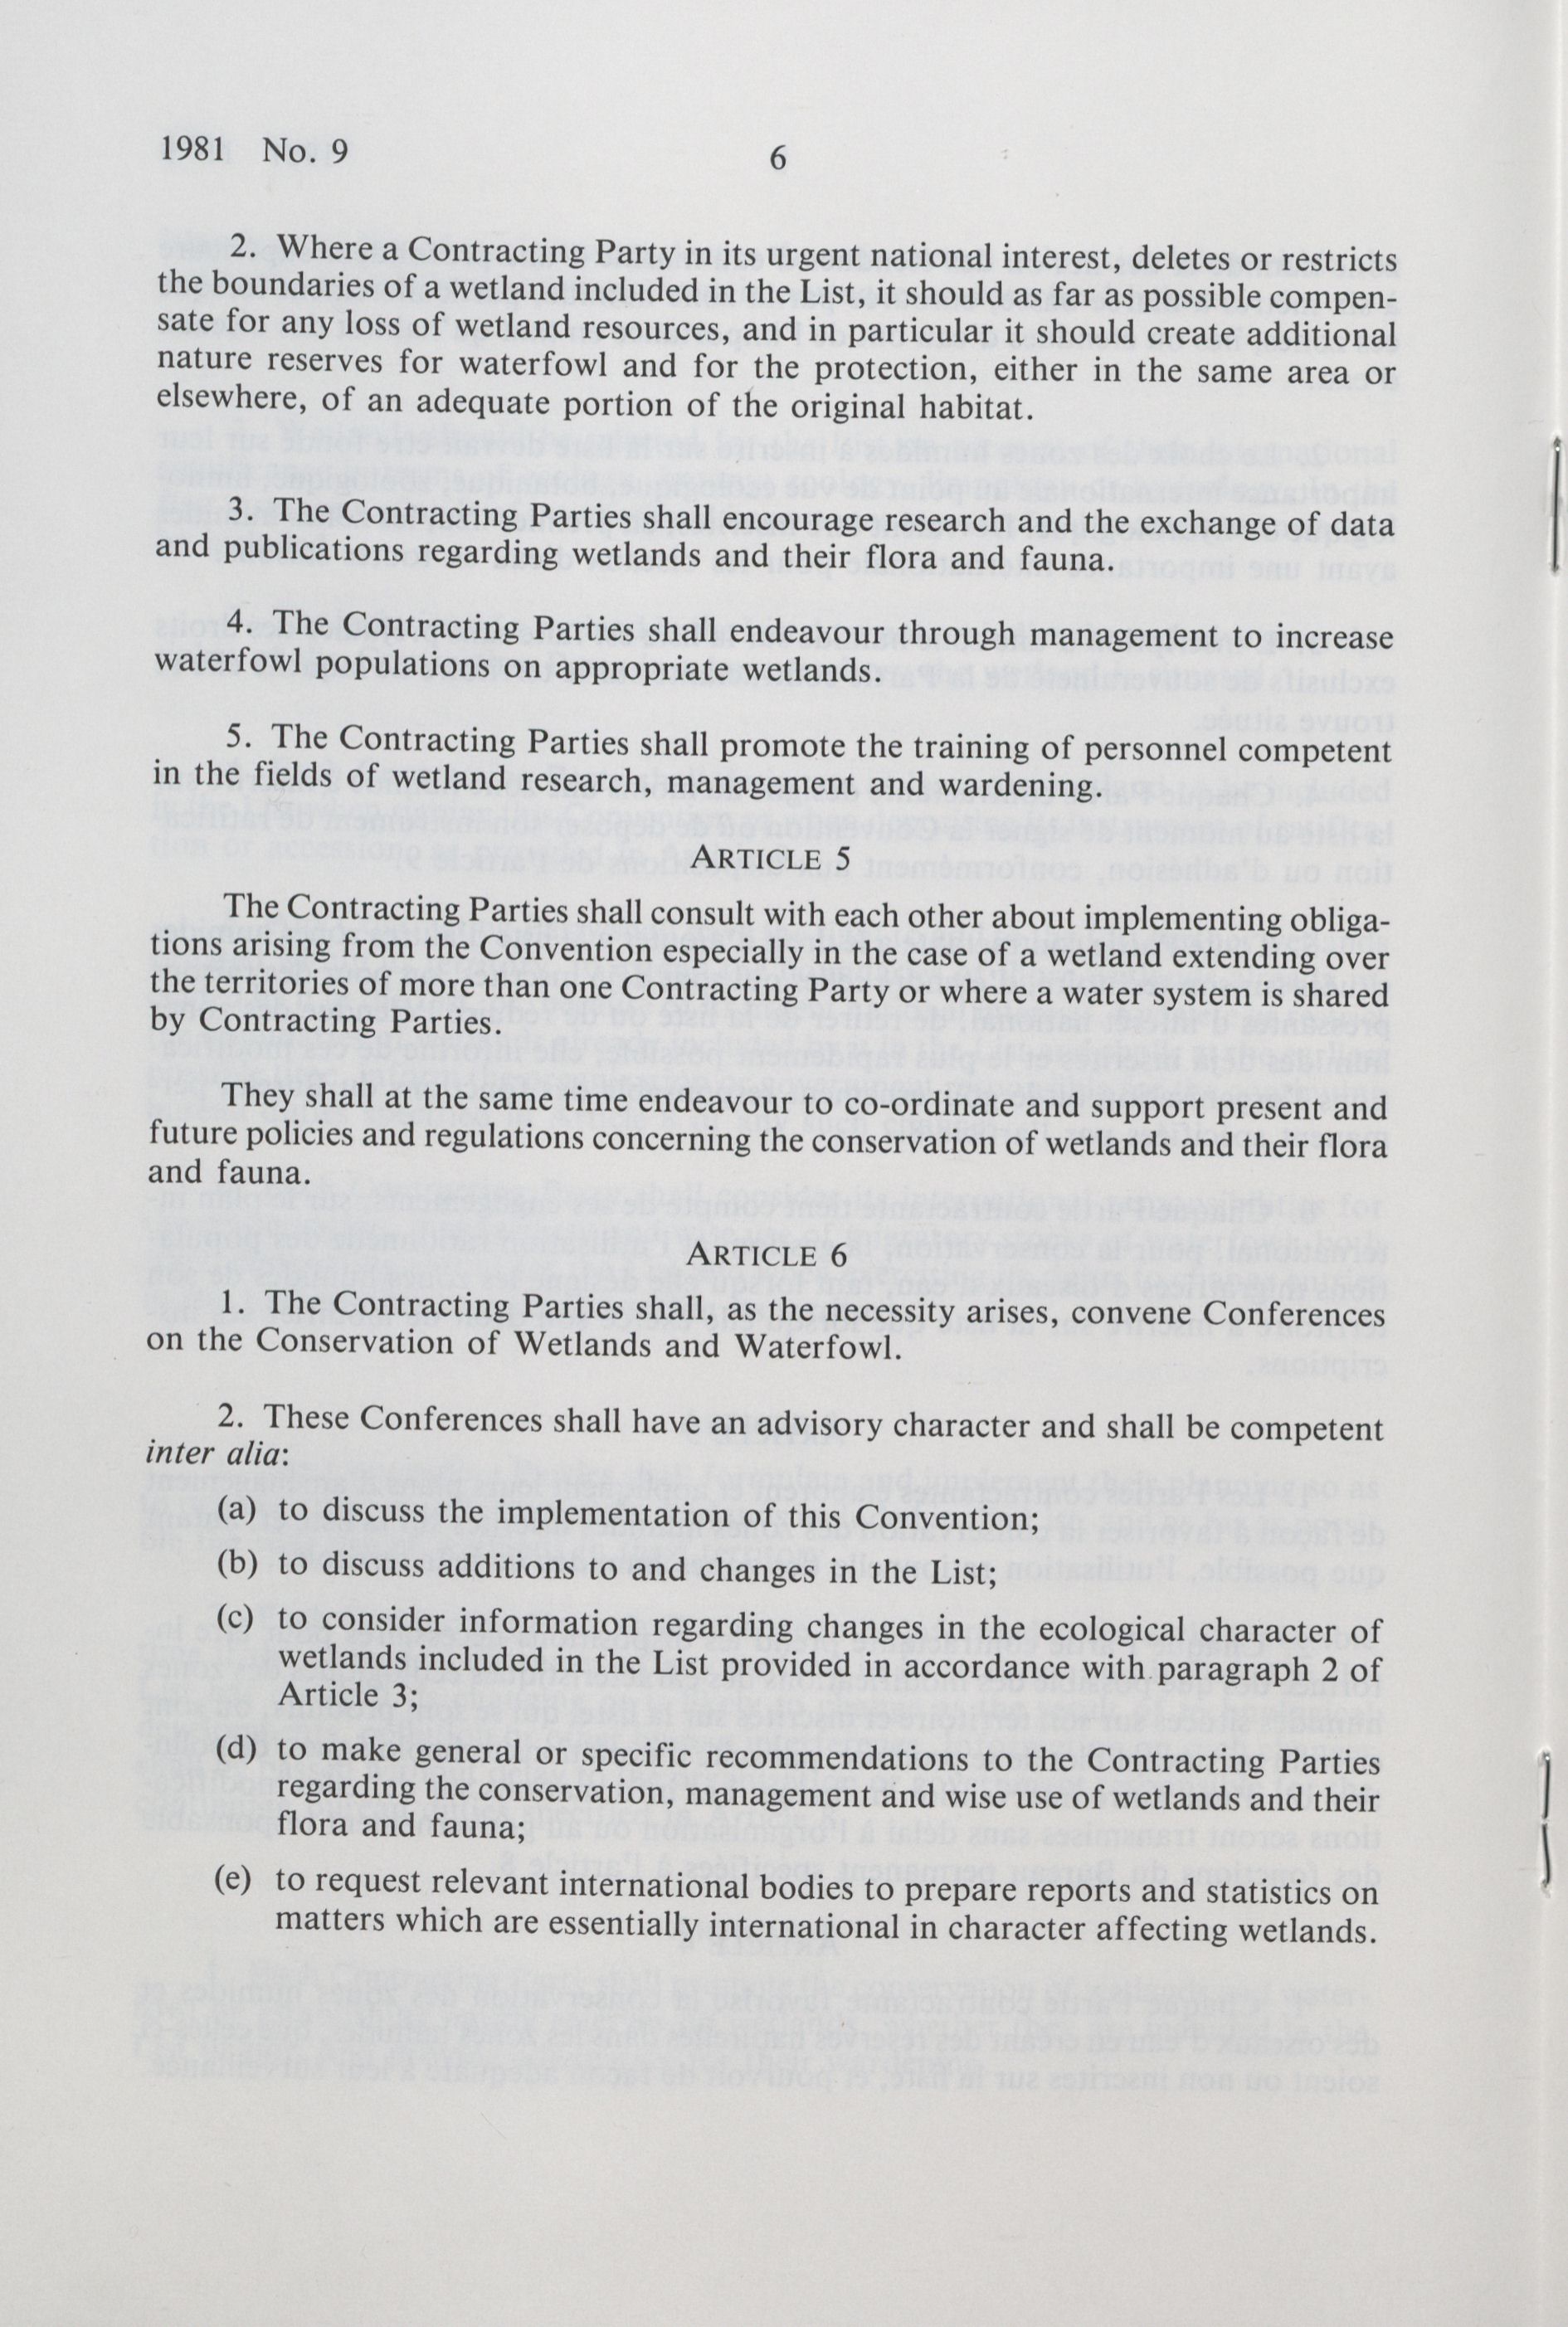 1981 No. 9
6
2. Where a Contracting Party in its urgent national interest, deletes or restricts
the boundaries of a wetland included in the List, it should as far as possible compen-
sate for any loss of wetland resources, and in particular it should create additional
nature reserves for waterfowl and for the protection, either in the same area or
elsewhere, of an adequate portion of the original habitat.
3. The Contracting Parties shall encourage research and the exchange of data
and publications regarding wetlands and their flora and fauna.
4. The Contracting Parties shall endeavour through management to increase
waterfowl populations on appropriate wetlands.
5. The Contracting Parties shall promote the training of personnel competent
in the fields of wetland research, management and wardening.
ARTICLE 5
The Contracting Parties shall consult with each other about implementing obliga-
tions arising from the Convention especially in the case of a wetland extending over
the territories of more than one Contracting Party or where a water system is shared
by Contracting Parties.
They shall at the same time endeavour to co-ordinate and support present and
future policies and regulations concerning the conservation of wetlands and their flora
and fauna.
ARTICLE 6
1. The Contracting Parties shall, as the necessity arises, convene Conferences
on the Conservation of Wetlands and Waterfowl.
2. These Conferences shall have an advisory character and shall be competent
inter alia:
(a) to discuss the implementation of this Convention;
(b) to discuss additions to and changes in the List;
(c) to consider information regarding changes in the ecological character of
wetlands included in the List provided in accordance with paragraph 2 of
Article 3;
(d) to make general or specific recommendations to the Contracting Parties
regarding the conservation, management and wise use of wetlands and their
flora and fauna;
(e) to request relevant international bodies to prepare reports and statistics on
matters which are essentially international in character affecting wetlands.